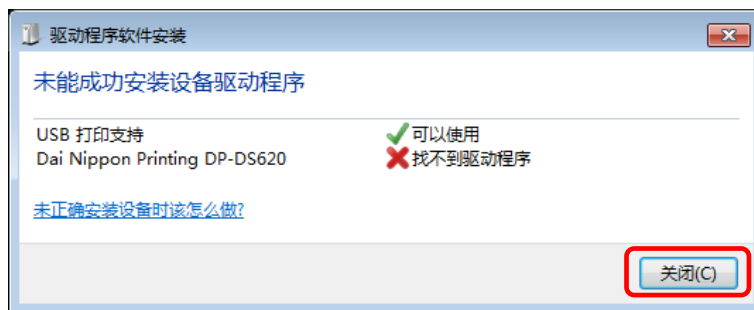 驱动程序软件安装
未能成功安装设备驱动程序
USB 打印支持 可以使用
Dai Nippon Printing DP-DS620 找不到驱动程序
未正确安装设备时该怎么做?
关闭(C)